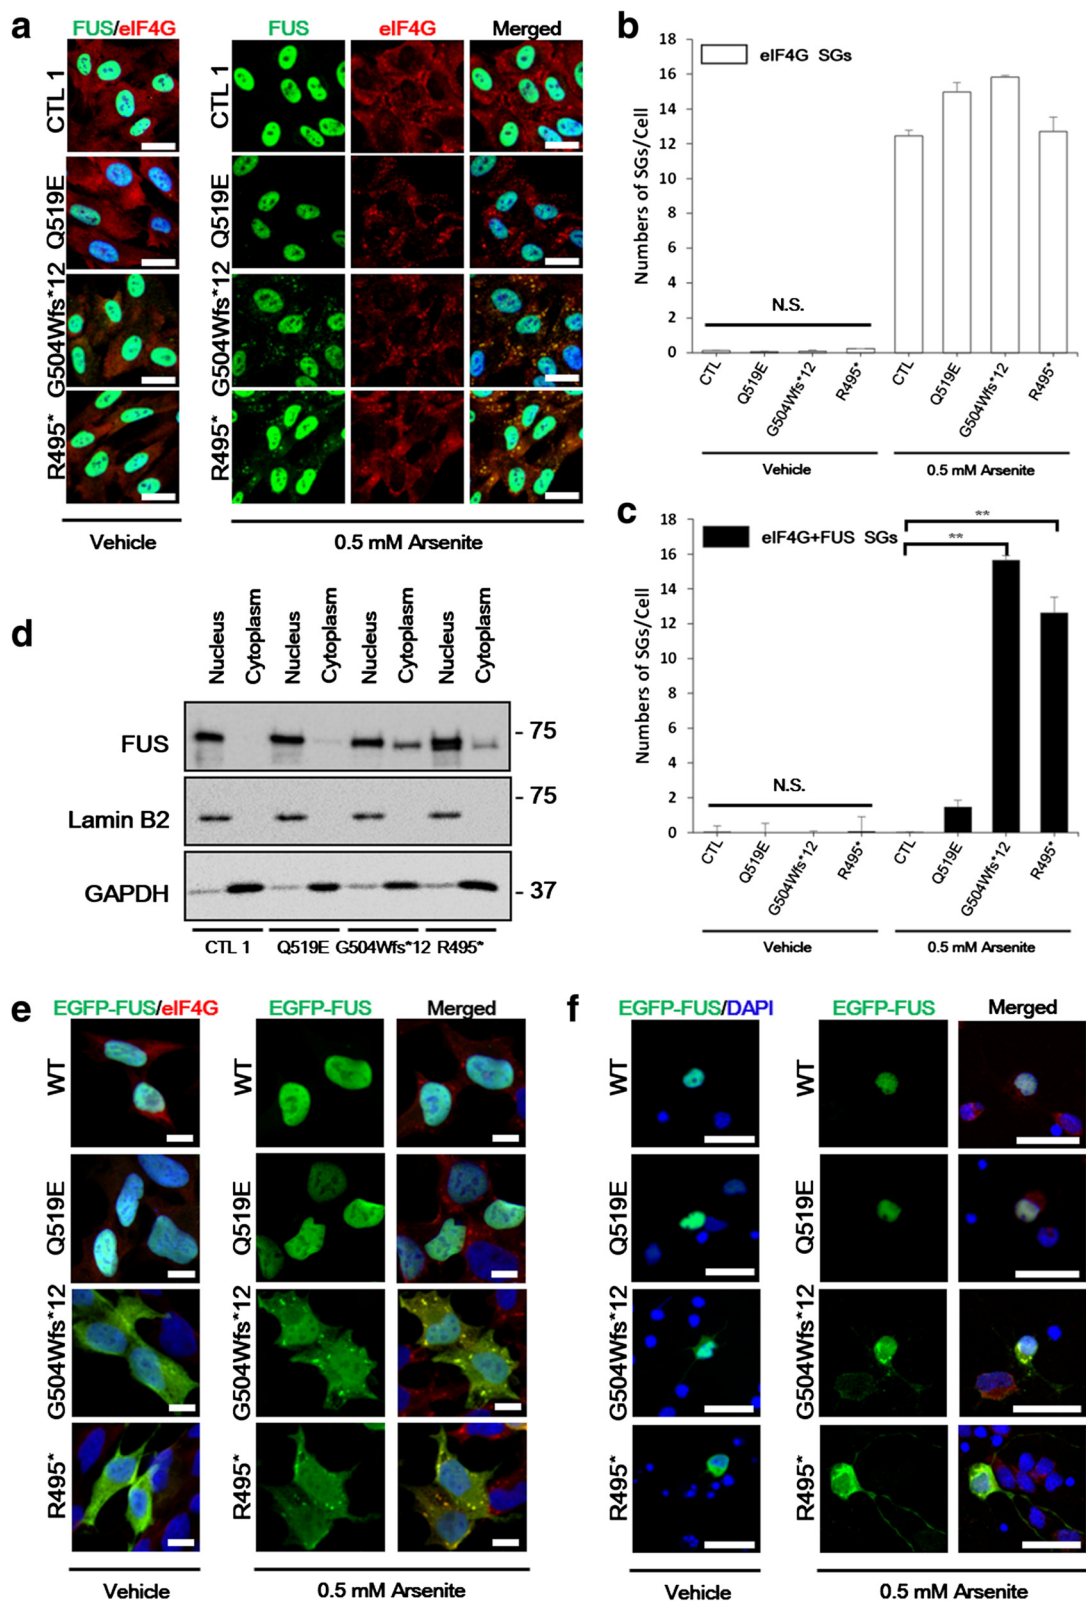 a
FUS/eIF4G
FUS
eIF4G
Merged
CTL 1
Q519E
G504Wfs*12
R495*
CTL 1
Q519E
G504Wfs*12
R495*
Vehicle
0.5 mM Arsenite
b
eIF4G SGs
Numbers of SGs/Cell
18
16
14
12
10
8
6
4
2
0
N.S.
CTL
Q519E
G504Wfs*12
R495*
CTL
Q519E
G504Wfs*12
R495*
Vehicle
0.5 mM Arsenite
c
eIF4G+FUS SGs
Numbers of SGs/Cell
18
16
14
12
10
8
6
4
2
0
N.S.
**
**
CTL
Q519E
G504Wfs*12
R495*
CTL
Q519E
G504Wfs*12
R495*
Vehicle
0.5 mM Arsenite
d
Nucleus
Cytoplasm
Nucleus
Cytoplasm
Nucleus
Cytoplasm
Nucleus
Cytoplasm
FUS
- 75
Lamin B2
- 75
GAPDH
- 37
CTL 1 Q519E G504Wfs*12 R495*
e
EGFP-FUS/eIF4G
EGFP-FUS
Merged
WT
Q519E
G504Wfs*12
R495*
WT
Q519E
G504Wfs*12
R495*
Vehicle
0.5 mM Arsenite
f
EGFP-FUS/DAPI
EGFP-FUS
Merged
WT
Q519E
G504Wfs*12
R495*
WT
Q519E
G504Wfs*12
R495*
Vehicle
0.5 mM Arsenite